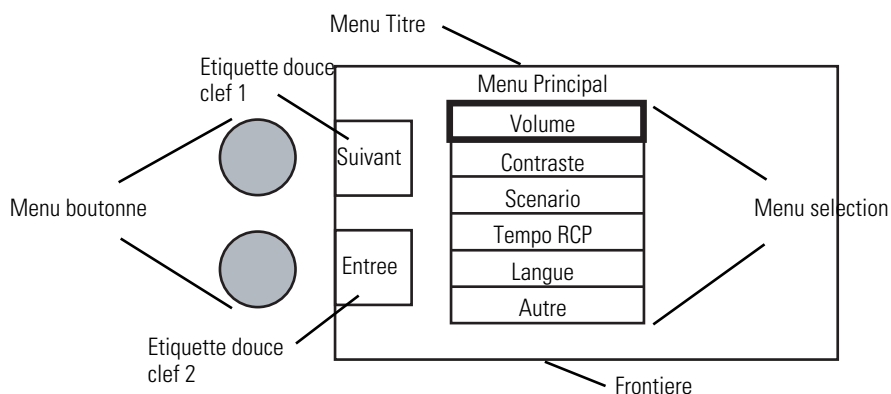 Menu Titre
Etiquette douce
clef 1
Menu Principal
Volume
Suivant
Contraste
Scenario
Menu boutonne
Menu selection
Tempo RCP
Entree
Langue
Autre
Etiquette douce
clef 2
Frontiere